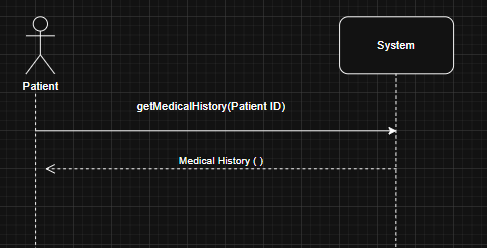 System
Patient
getMedicalHistory(Patient ID)
Medical History ( )